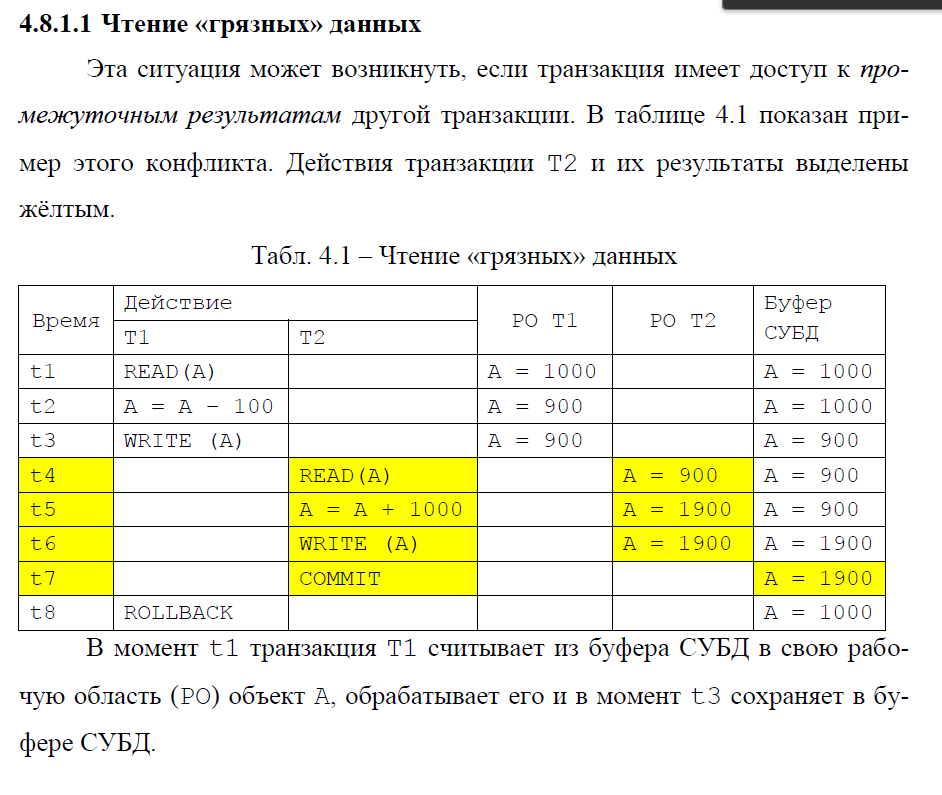 4.8.1.1 Чтение «грязных» данных
Эта ситуация может возникнуть, если транзакция имеет доступ к про-
межуточным результатам другой транзакции. В таблице 4.1 показан при-
мер этого конфликта. Действия транзакции T2 и их результаты выделены
жёлтым.
Табл. 4.1 – Чтение «грязных» данных
Время Действие РО T1 РО T2 Буфер СУБД
T1 T2
t1 READ(A) A = 1000 A = 1000
t2 A = A – 100 A = 900 A = 1000
t3 WRITE (A) A = 900 A = 900
t4 READ(A) A = 900 A = 900
t5 A = A + 1000 A = 1900 A = 900
t6 WRITE (A) A = 1900 A = 1900
t7 COMMIT A = 1900
t8 ROLLBACK A = 1000
В момент t1 транзакция T1 считывает из буфера СУБД в свою рабо-
чую область (РО) объект A, обрабатывает его и в момент t3 сохраняет в бу-
фере СУБД.